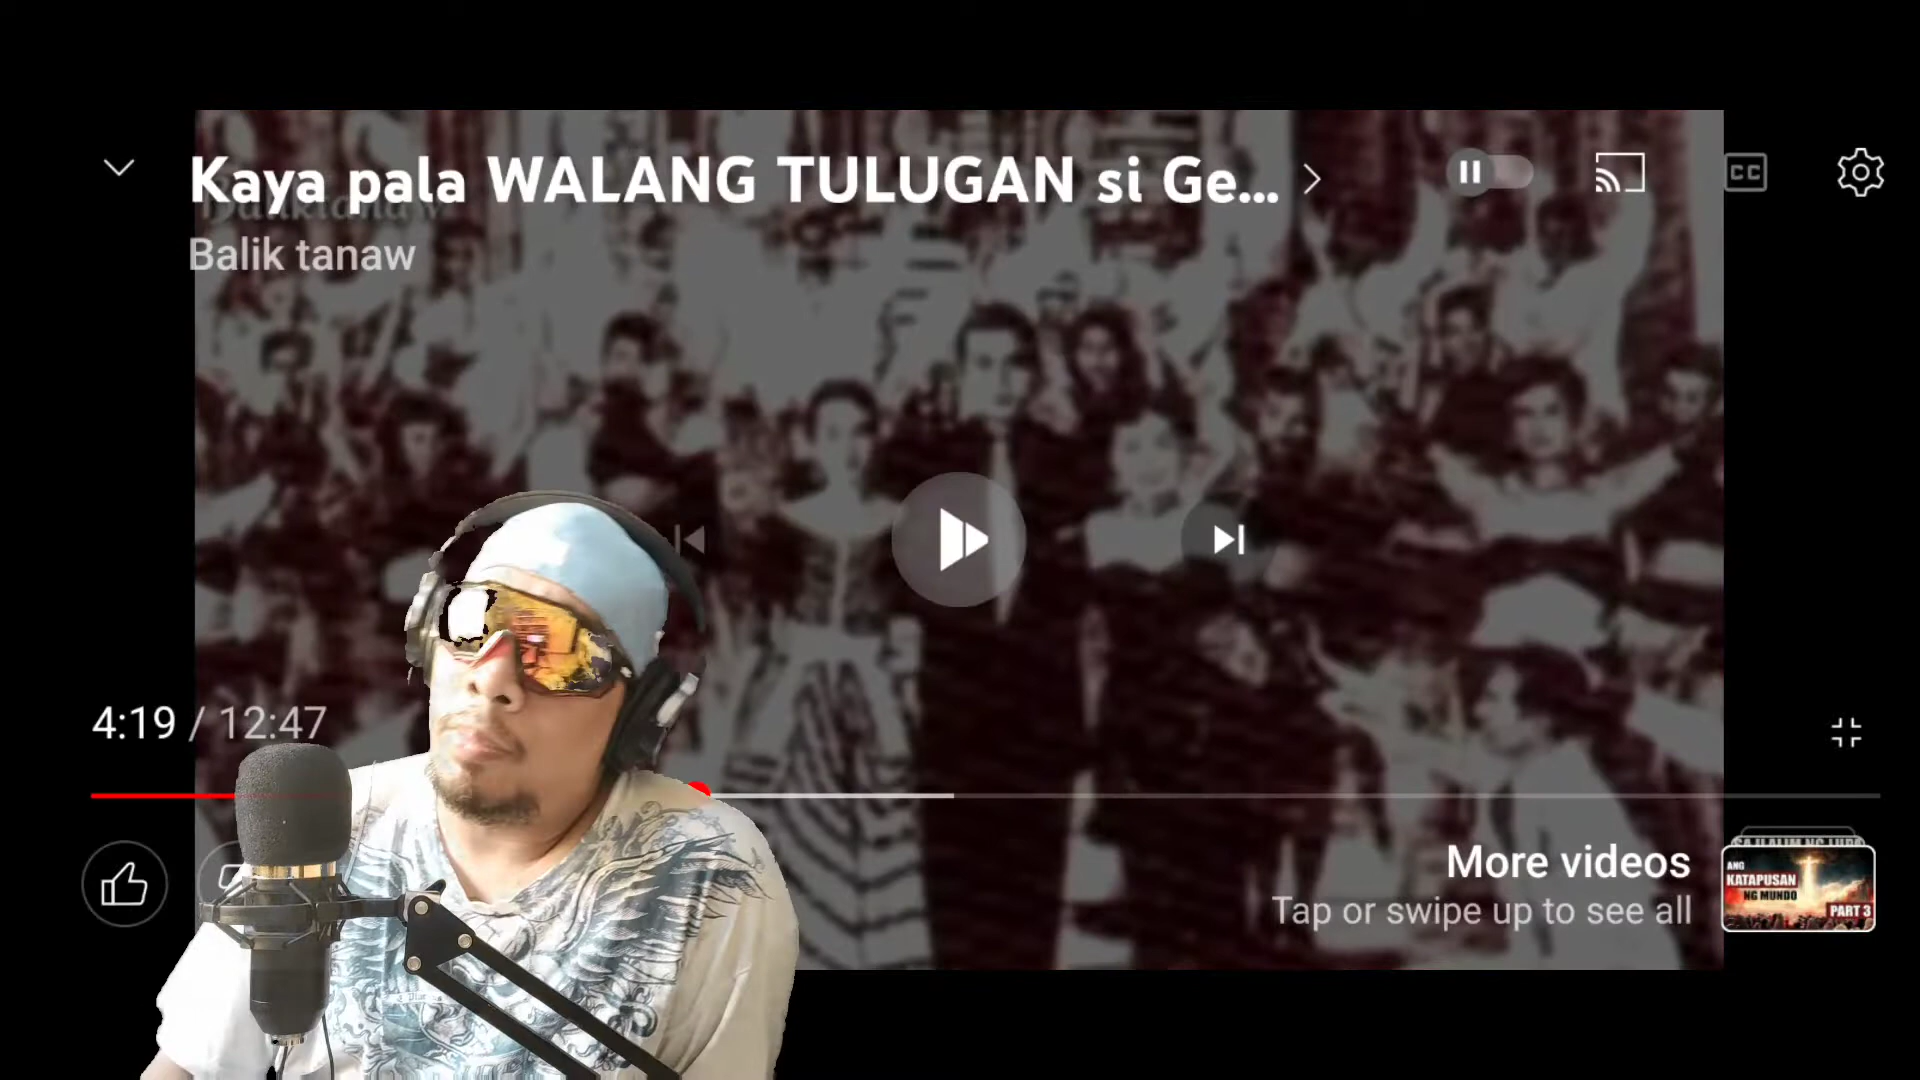 Kaya pala WALANG TULUGAN si Ge...
Balik tanaw
CC
4:19 / 12:47
More videos
Tap or swipe up to see all
ANG
KATAPUSAN
NG MUNDO
PART 3